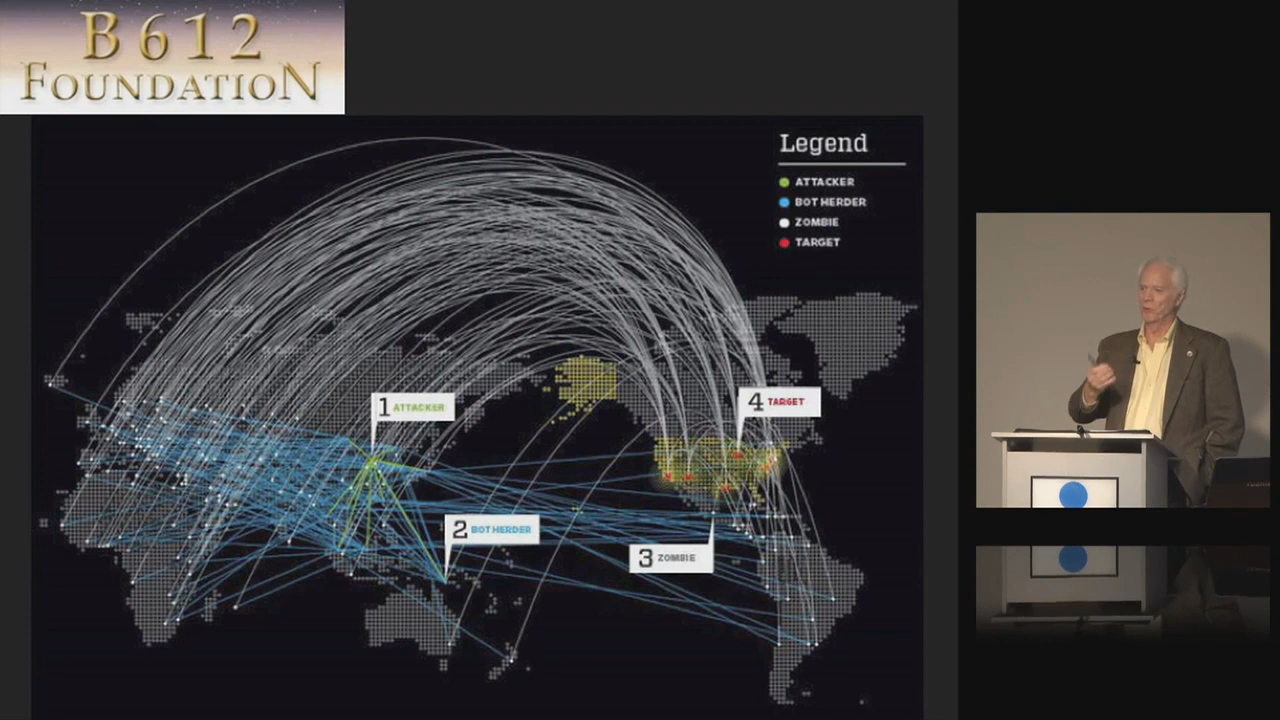 B612
FOUNDATION
Legend
ATTACKER
BOT HERDER
ZOMBIE
TARGET
1 ATTACKER
4 TARGET
2 BOT HERDER
3 ZOMBIE